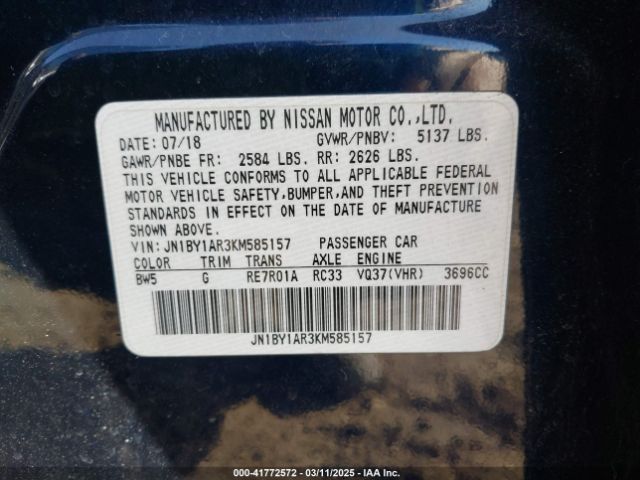 MANUFACTURED BY NISSAN MOTOR CO.,LTD.
DATE: 07/18 GVWR/PNBV: 5137 LBS.
GAWR/PNBE FR: 2584 LBS. RR: 2626 LBS.
THIS VEHICLE CONFORMS TO ALL APPLICABLE FEDERAL
MOTOR VEHICLE SAFETY,BUMPER,AND THEFT PREVENTION
STANDARDS IN EFFECT ON THE DATE OF MANUFACTURE
SHOWN ABOVE.
VIN: JN1BY1AR3KM585157 PASSENGER CAR
COLOR TRIM TRANS AXLE ENGINE
BW5 G RE7R01A RC33 VQ37(VHR) 3696CC
JN1BY1AR3KM585157
000-41772572 | 03/11/2025 | IAA Inc.